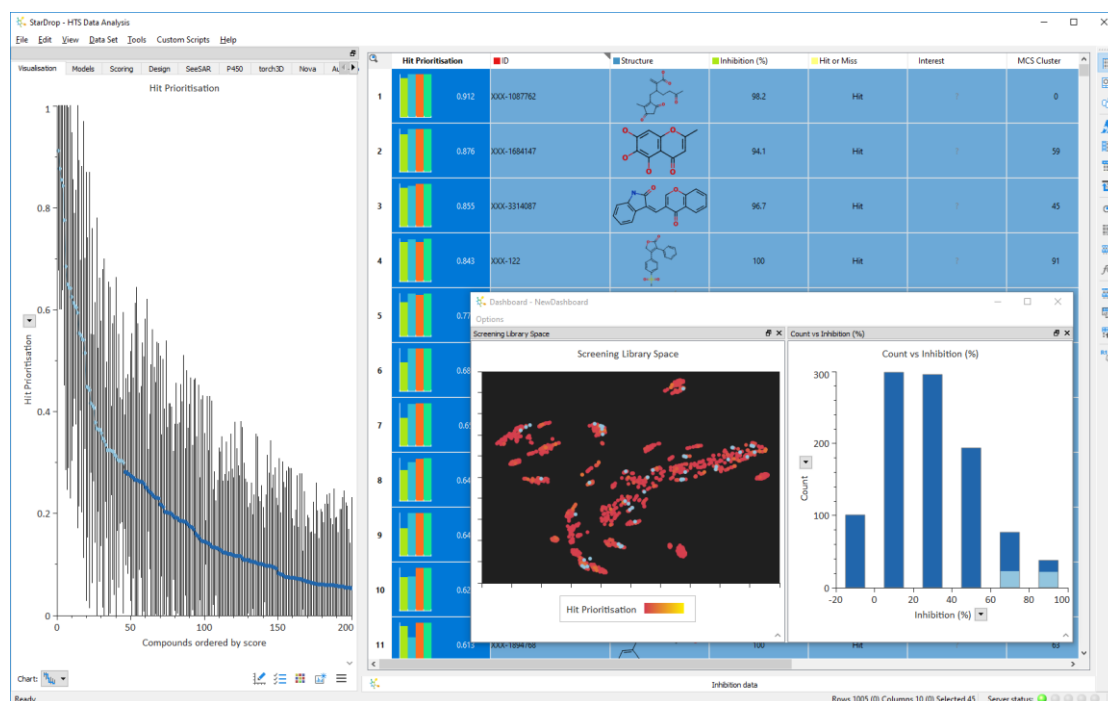 StarDrop - HTS Data Analysis
File Edit View Data Set Tools Custom Scripts Help
Visualisation Models Scoring Design SeeSAR P450 torch3D Nova
Hit Prioritisation
1
0.8
0.6
0.4
0.2
0
Hit Prioritisation
0 50 100 150 200
Compounds ordered by score
Chart:
Ready
Hit Prioritisation ID Structure Inhibition (%) Hit or Miss Interest MCS Cluster
1 0.912 XXX-1087762 98.2 Hit ? 0
2 0.876 XXX-1684147 94.1 Hit ? 59
3 0.855 XXX-3314087 96.7 Hit ? 45
4 0.843 XXX-122 100 Hit ? 91
5
6
7
8
9
10
11 0.613 XXX-1894768 100 Hit ? 63
Dashboard - NewDashboard
Options
Screening Library Space
Screening Library Space
Hit Prioritisation
Count vs Inhibition (%)
Count vs Inhibition (%)
300
200
100
0
Count
-20 0 20 40 60 80 100
Inhibition (%)
Inhibition data
Rows 1005 (0) Columns 10 (0) Selected 45 Server status: